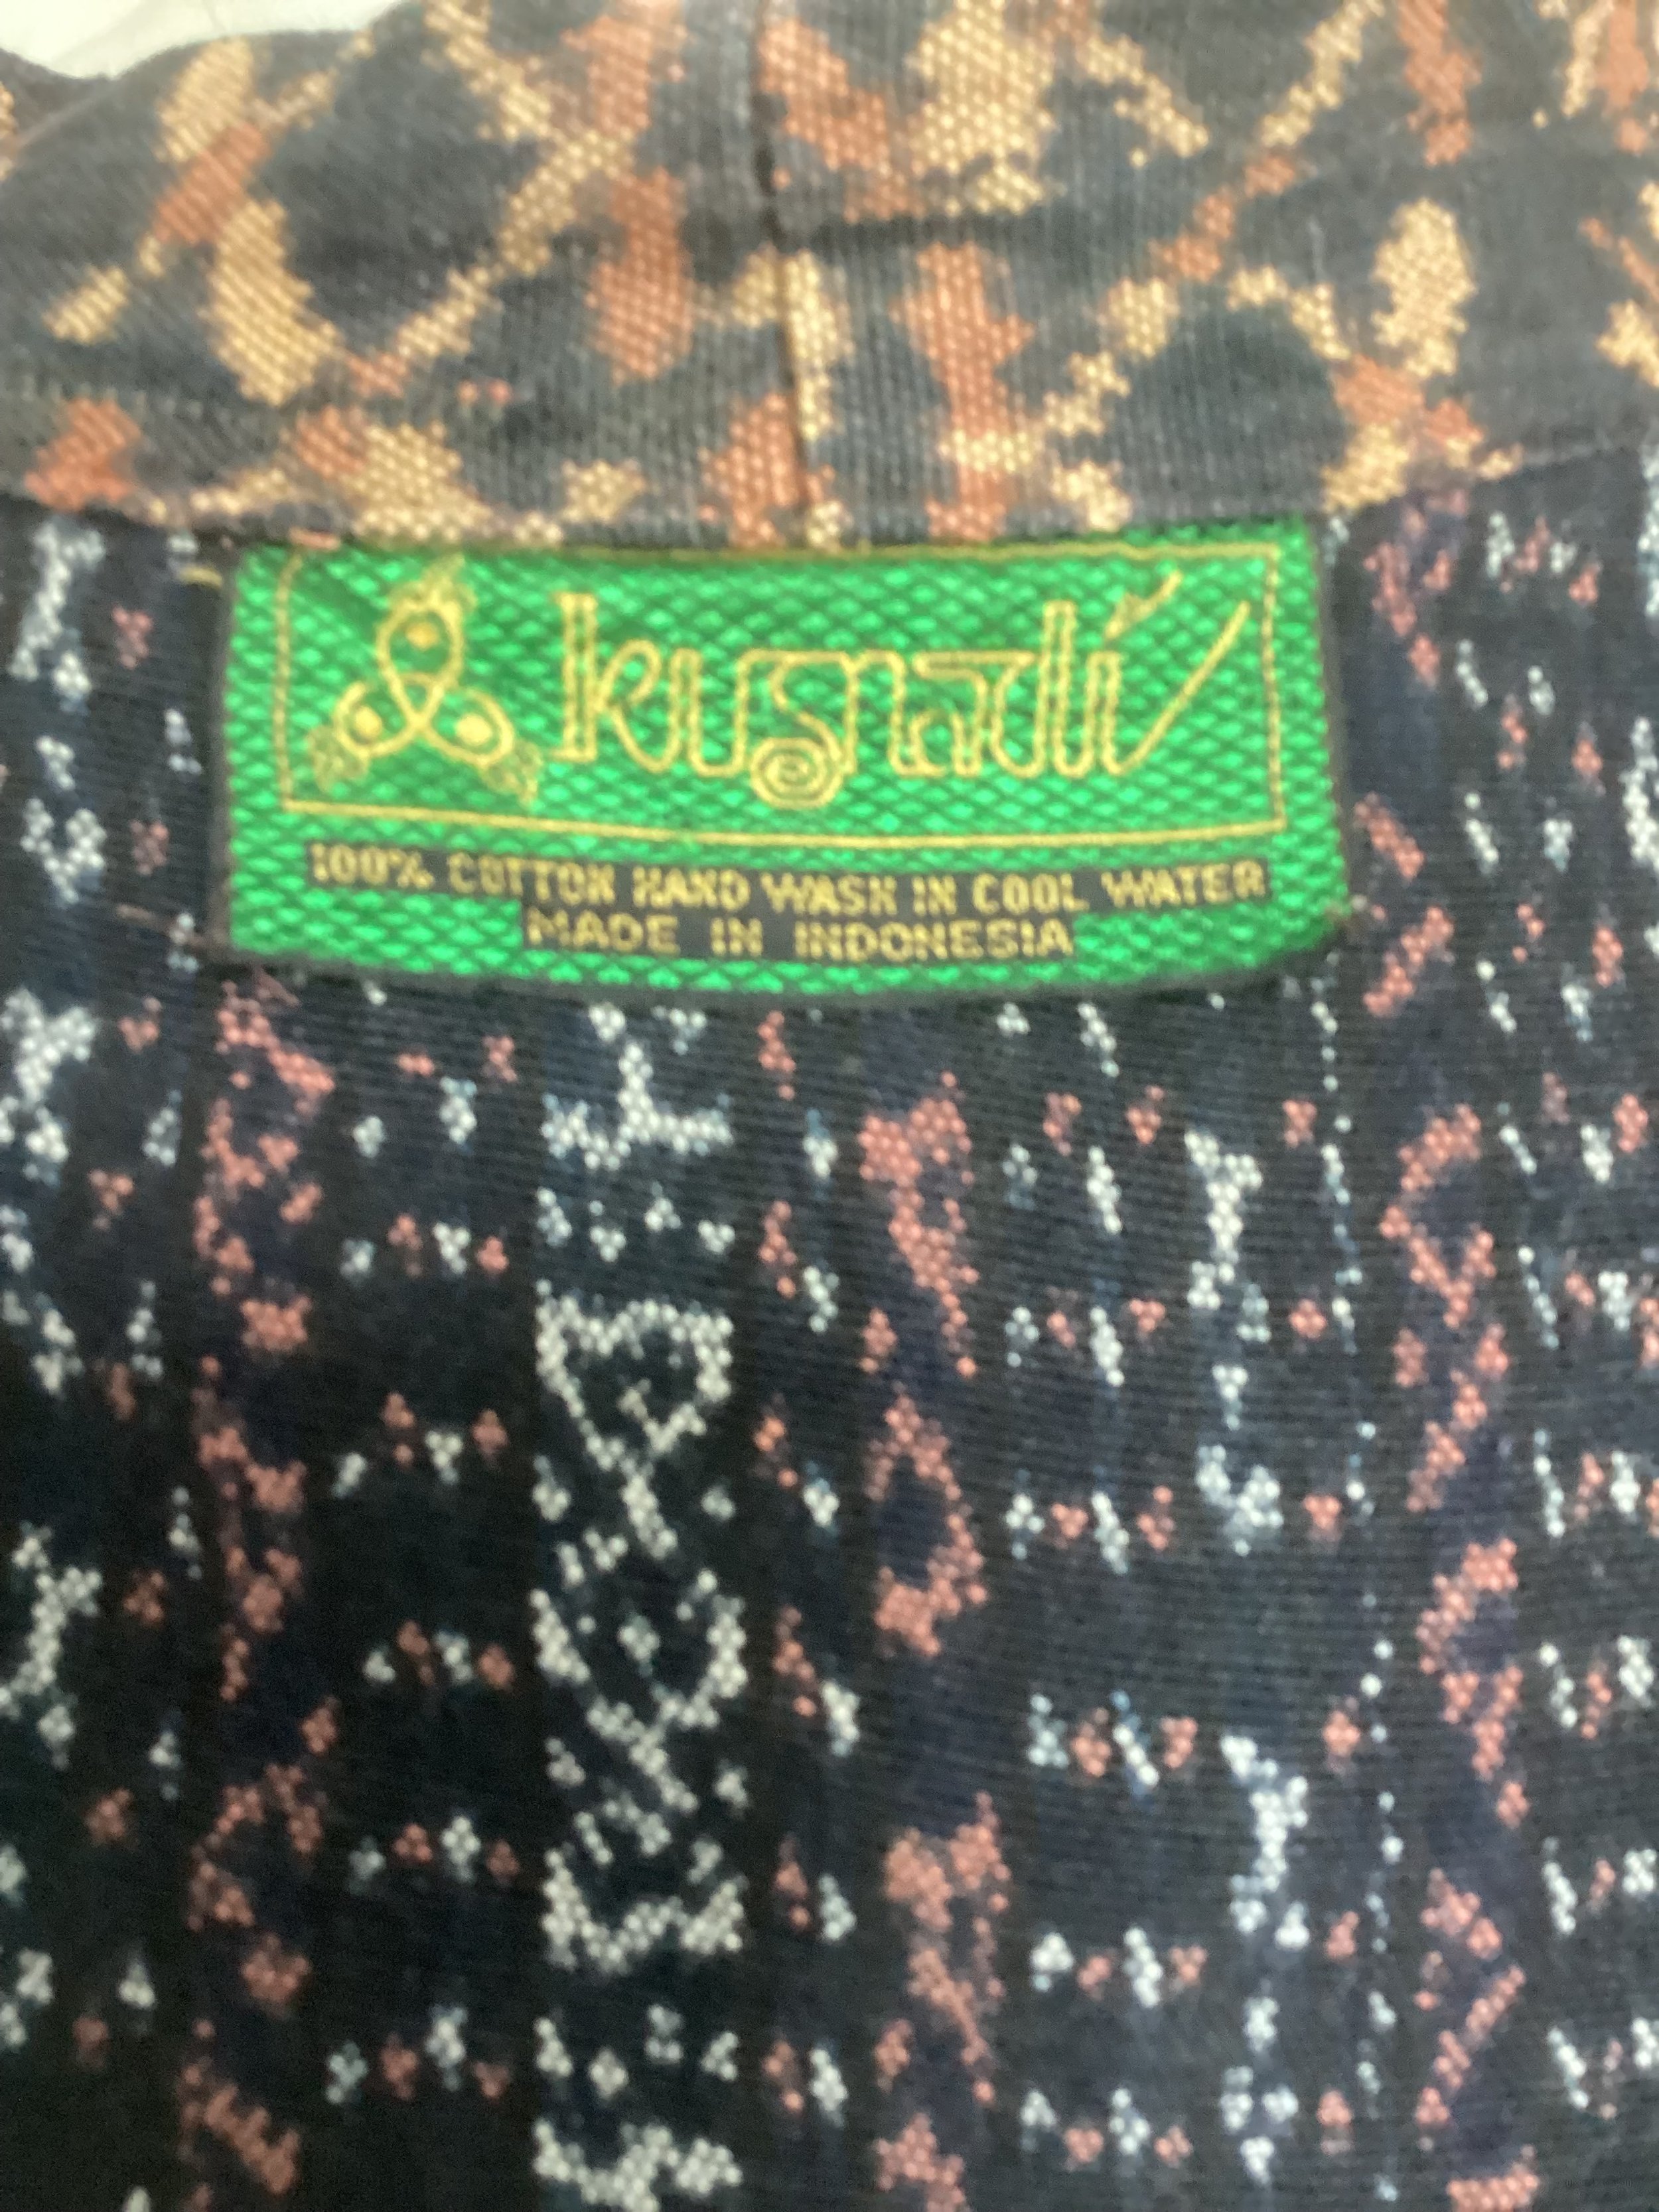 kusnadi
100% COTTON HAND WASH IN COOL WATER
MADE IN INDONESIA